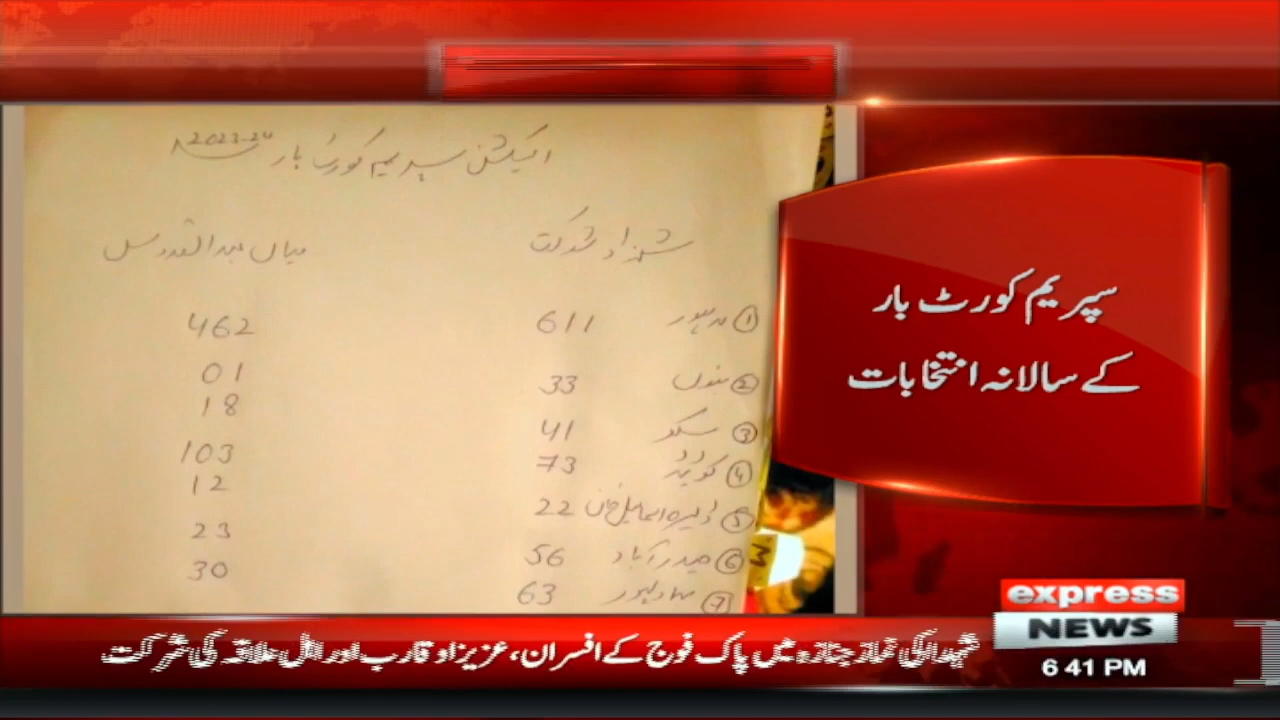 الیکشن سپریم کورٹ بار 2023-24
شہزاد شوکت میاں عبدالقدوس
① لاہور 611 462
② بنوں 33 01
③ سکھر 41 18
④ کوئٹہ 73 103
⑤ ڈیرہ اسماعیل خان 22 12
⑥ حیدرآباد 56 23
⑦ بہاولپور 63 30
سپریم کورٹ بار
کے سالانہ انتخابات
express
NEWS
6 41 PM
شہداء کی نماز جنازہ میں پاک فوج کے افسران، عزیز و اقارب اور اہل علاقہ کی شرکت